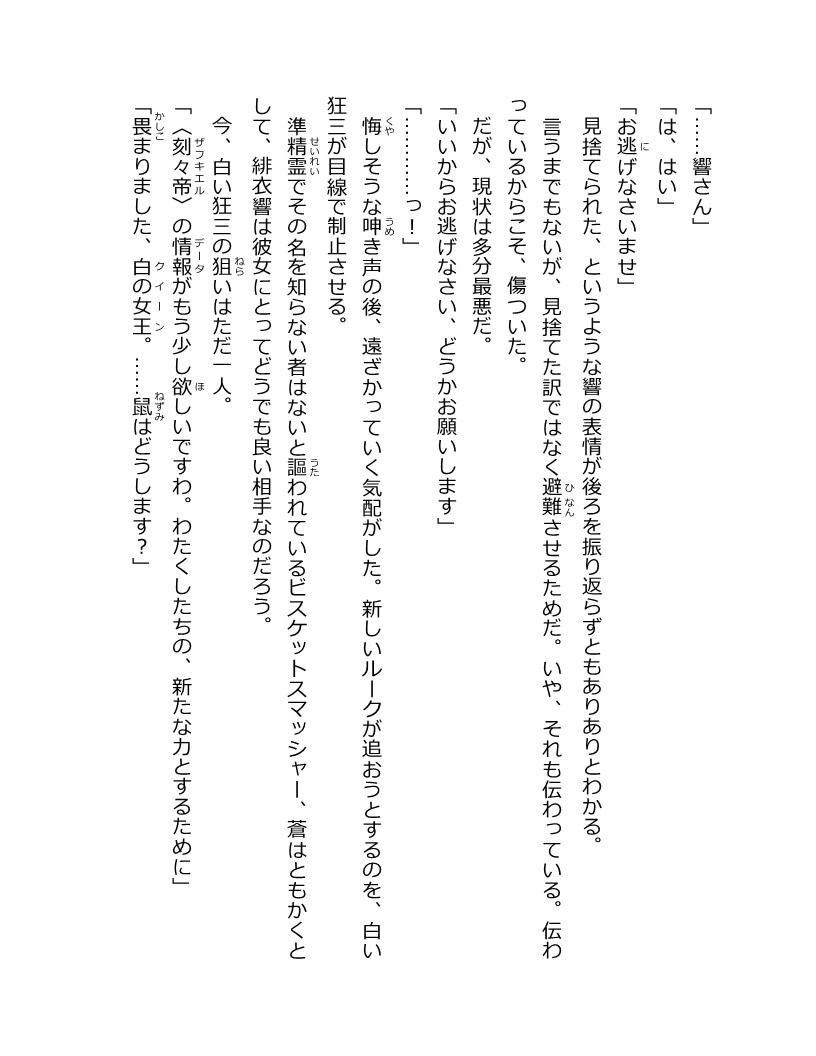 「……響さん」
「は、はい」
「お逃げなさいませ」
見捨てられた、というような響の表情が後ろを振り返らずともありありとわかる。
言うまでもないが、見捨てた訳ではなく避難させるためだ。いや、それも伝わっている。伝わ
っているからこそ、傷ついた。
だが、現状は多分最悪だ。
「いいからお逃げなさい、どうかお願いします」
「…………っ！」
悔しそうな呻き声の後、遠ざかっていく気配がした。新しいルークが追おうとするのを、白い
狂三が目線で制止させる。
準精霊でその名を知らない者はないと謳われているビスケットスマッシャー、蒼はともかくと
して、緋衣響は彼女にとってどうでも良い相手なのだろう。
今、白い狂三の狙いはただ一人。
「〈刻々帝〉の情報がもう少し欲しいですわ。わたくしたちの、新たな力とするために」
「畏まりました、白の女王。……鼠はどうします？」